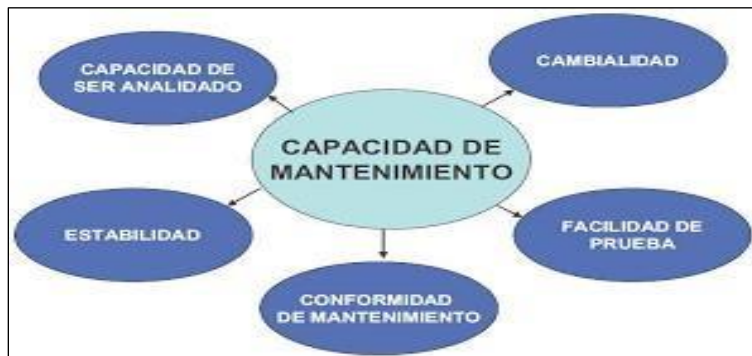 CAPACIDAD DE
SER ANALIDADO
CAMBIALIDAD
CAPACIDAD DE
MANTENIMIENTO
ESTABILIDAD
FACILIDAD DE
PRUEBA
CONFORMIDAD
DE MANTENIMIENTO